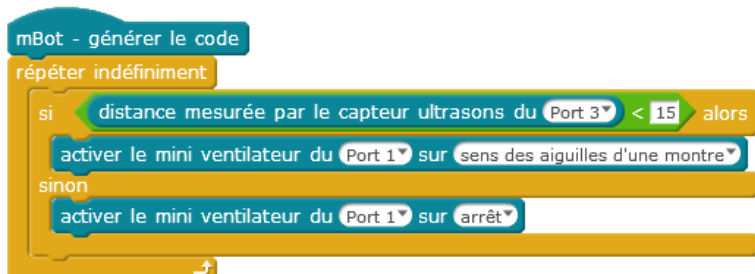 mBot - générer le code
répéter indéfiniment
si distance mesurée par le capteur ultrasons du Port 3 < 15 alors
activer le mini ventilateur du Port 1 sur sens des aiguilles d'une montre
sinon
activer le mini ventilateur du Port 1 sur arrêt